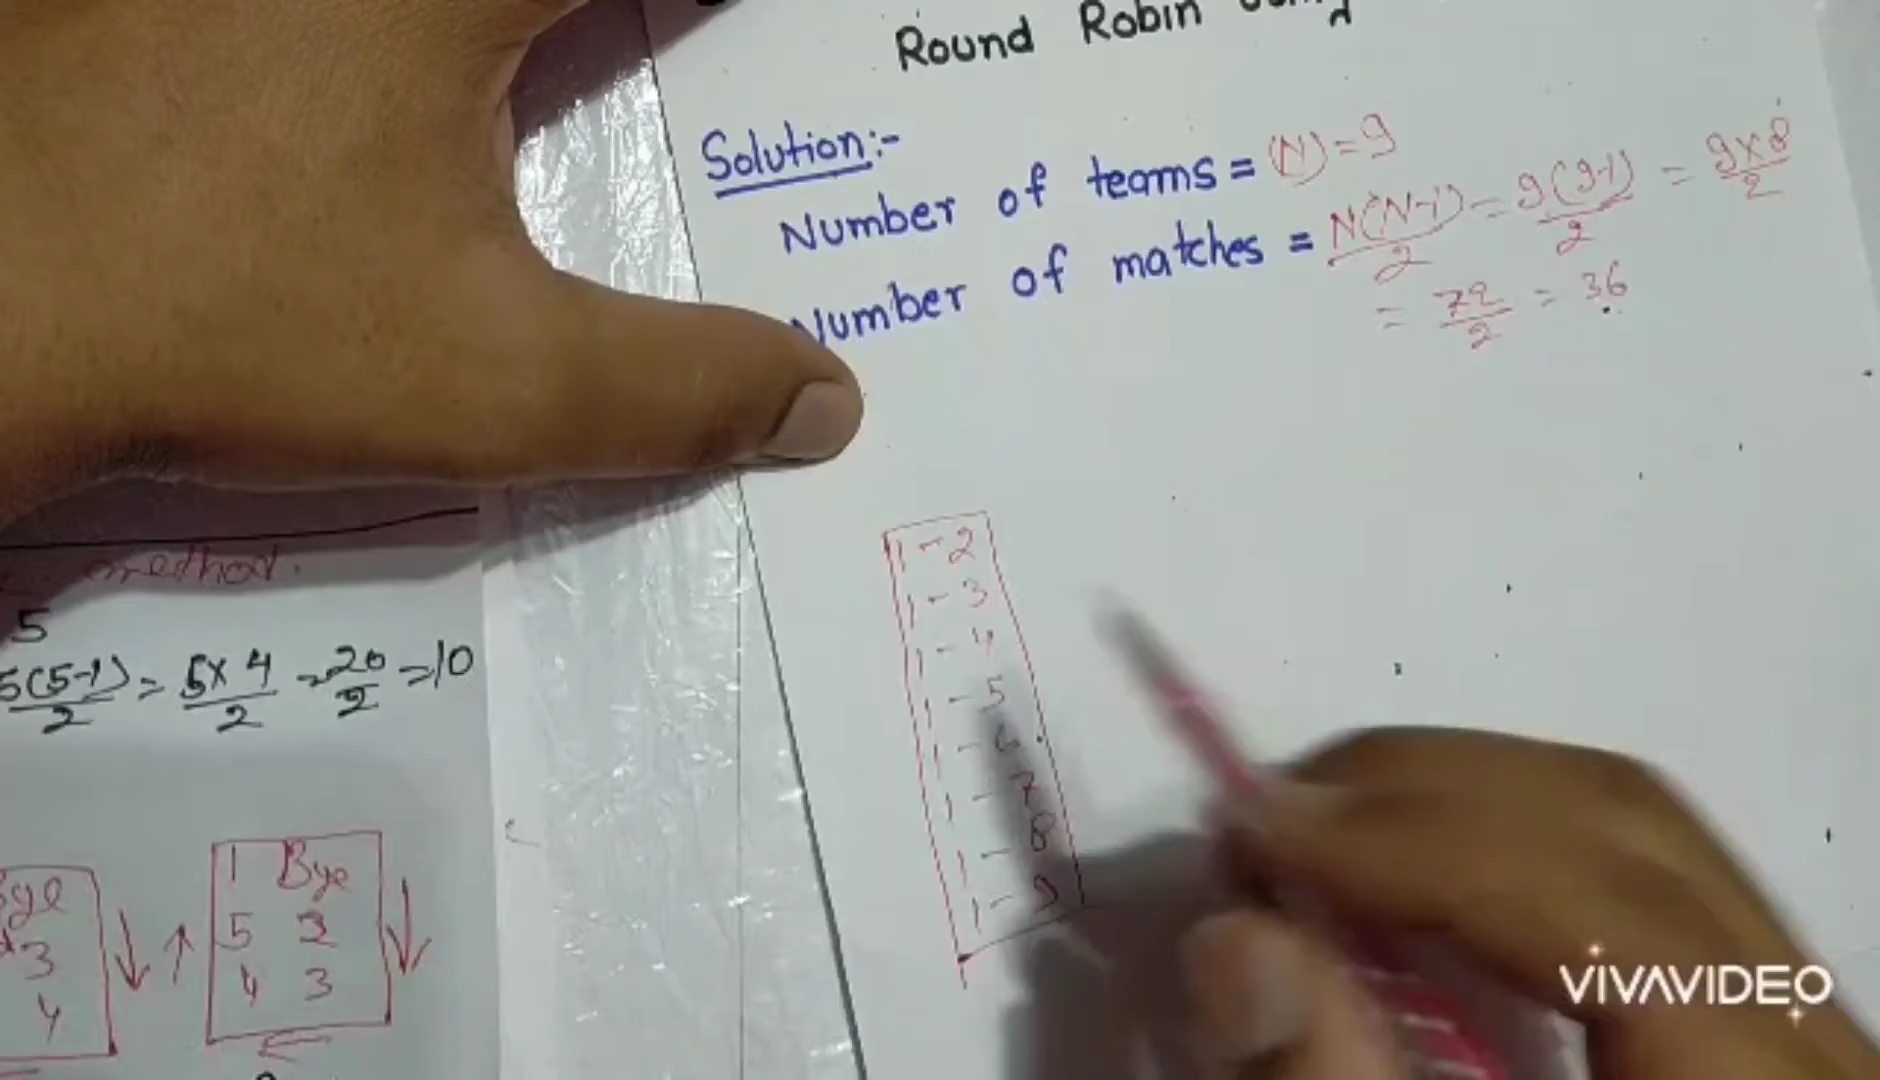 Round Robin
Solution:-
Number of teams = (N) = 9
Number of matches = N(N-1)/2 = 9(9-1)/2 = 9x8/2
= 72/2 = 36
1-2
1-3
1-4
1-5
1-6
1-7
1-8
1-9
method.
5
5(5-1)/2 = 5x4/2 = 20/2 = 10
Bye
3
4
1 Bye
5 2
4 3
VIVAVIDEO